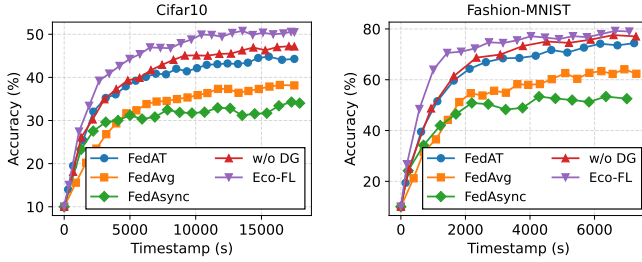 Cifar10
Accuracy (%)
50
40
30
20
10
0
5000
10000
15000
Timestamp (s)
FedAT
FedAvg
FedAsync
w/o DG
Eco-FL
Fashion-MNIST
Accuracy (%)
80
60
40
20
0
2000
4000
6000
Timestamp (s)
FedAT
FedAvg
FedAsync
w/o DG
Eco-FL